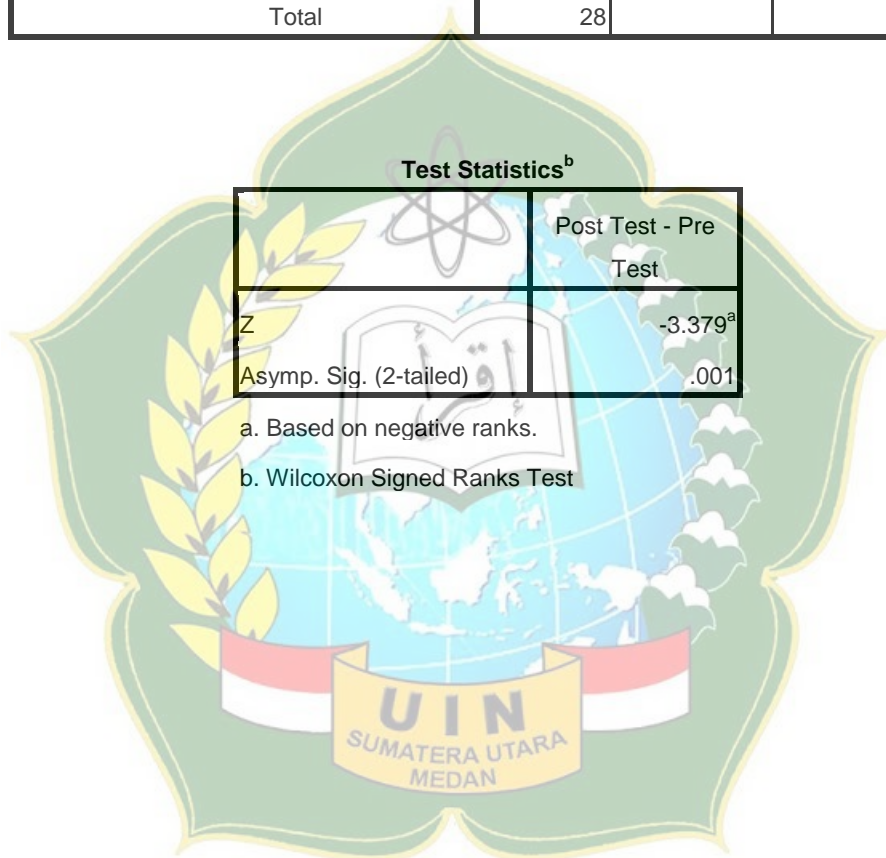 Total 28
Test Statistics^b
Post Test - Pre
Test
Z -3.379^a
Asymp. Sig. (2-tailed) .001
a. Based on negative ranks.
b. Wilcoxon Signed Ranks Test
إقرأ
UIN
SUMATERA UTARA
MEDAN